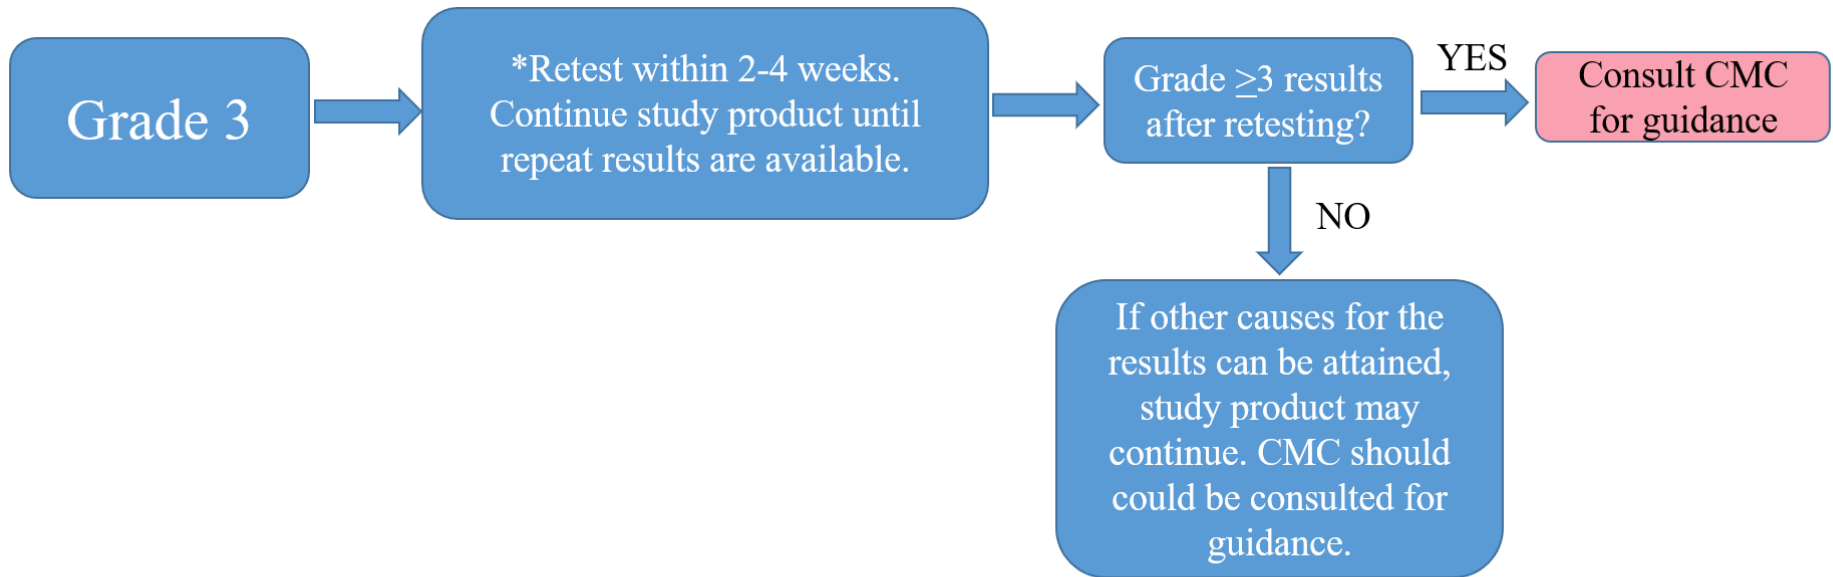 Grade 3
*Retest within 2-4 weeks.
Continue study product until
repeat results are available.
Grade ≥3 results
after retesting?
YES
Consult CMC
for guidance
NO
If other causes for the
results can be attained,
study product may
continue. CMC should
could be consulted for
guidance.